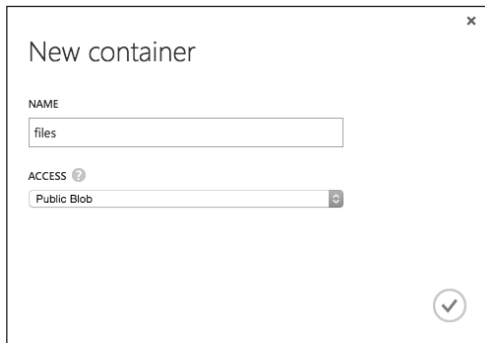 ×
New container
NAME
files
ACCESS ?
Public Blob